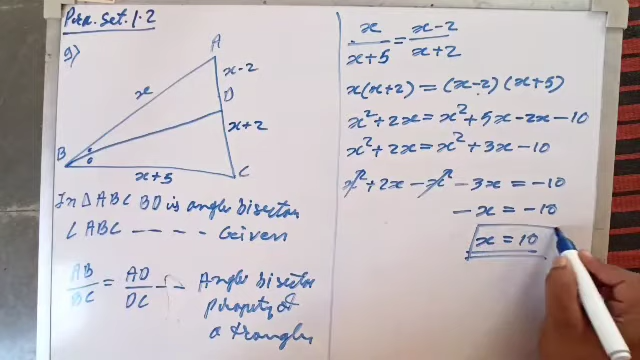 Pra. Set. 1.2
9)
A
x-2
x
D
x+2
B
x+5
C
In △ABC BD is angle bisector
∠ABC ---- Given
AB/BC = AD/DC -- Angle bisector
property of
a triangle
x/x+5 = x-2/x+2
x(x+2) = (x-2) (x+5)
x²+2x = x²+5x-2x-10
x²+2x = x²+3x-10
x²+2x-x²-3x = -10
-x = -10
x = 10